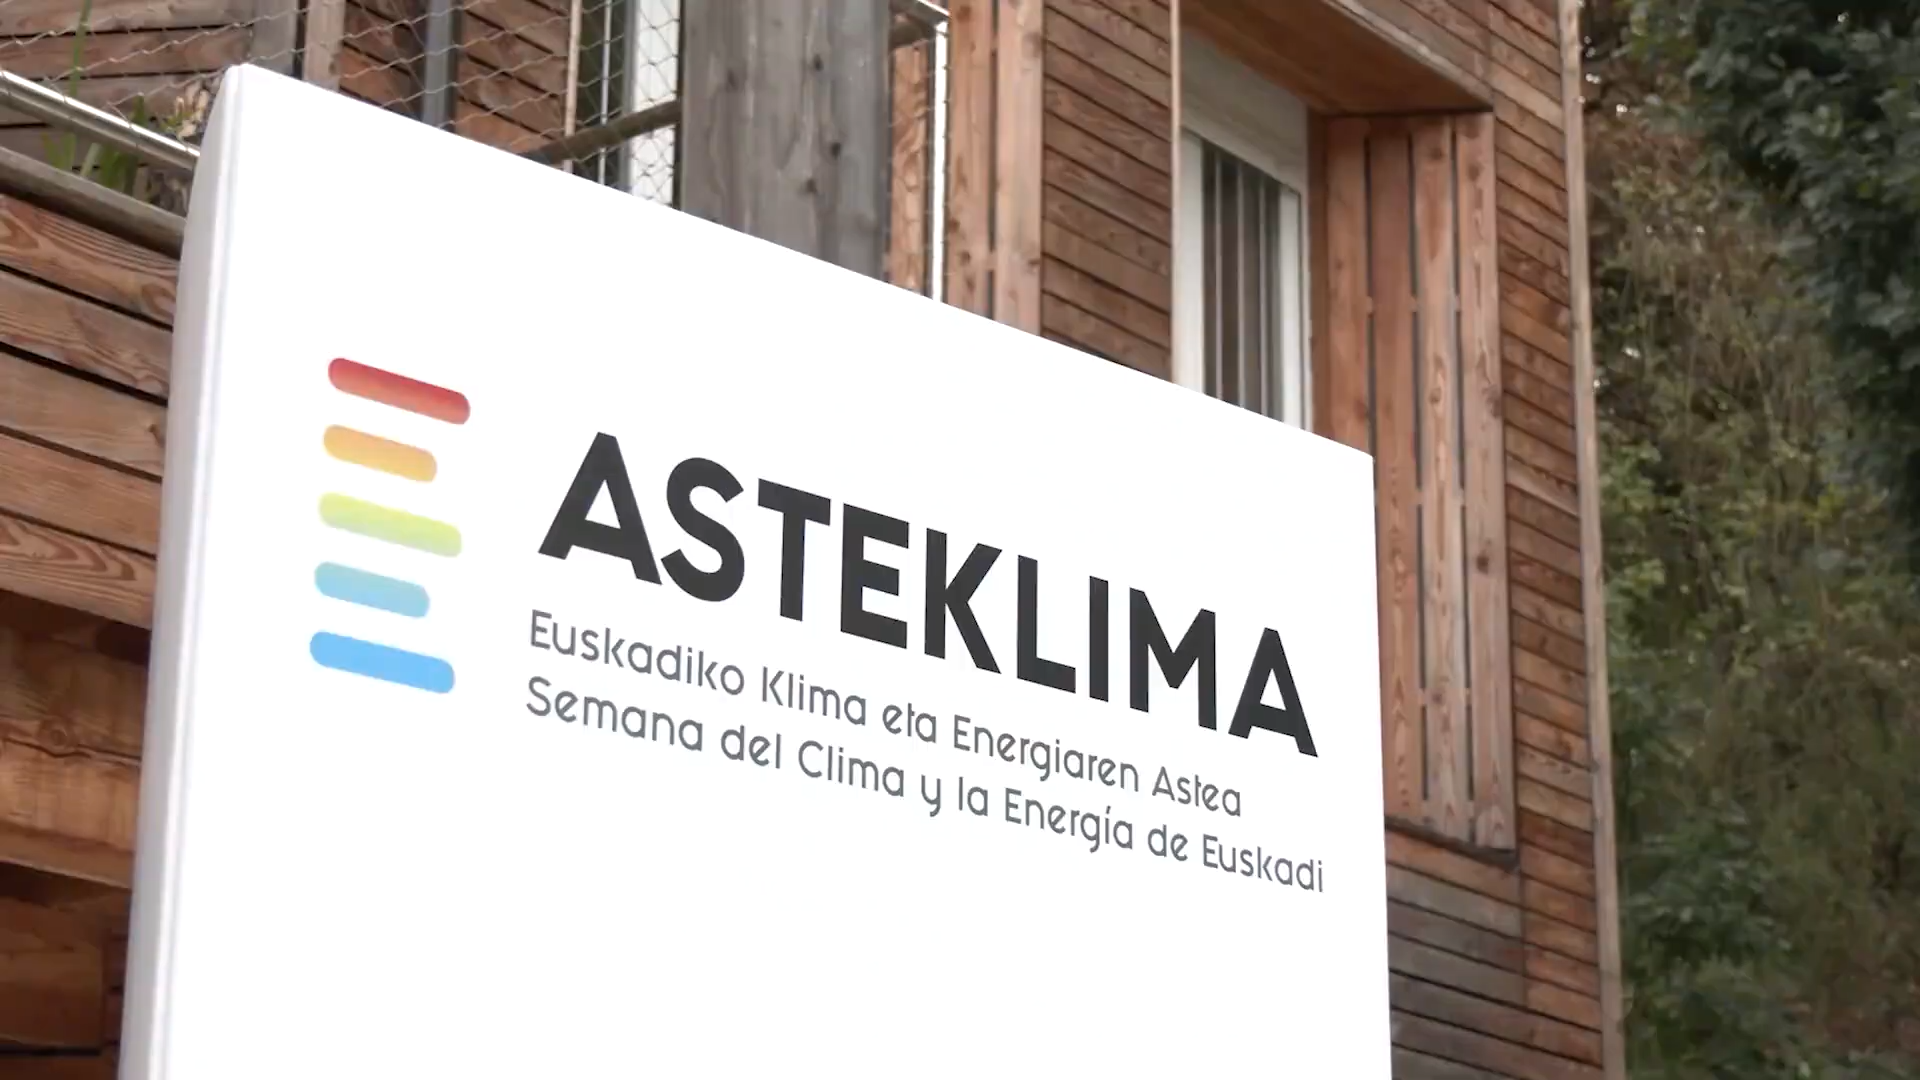 ASTEKLIMA
Euskadiko Klima eta Energiaren Astea
Semana del Clima y la Energía de Euskadi